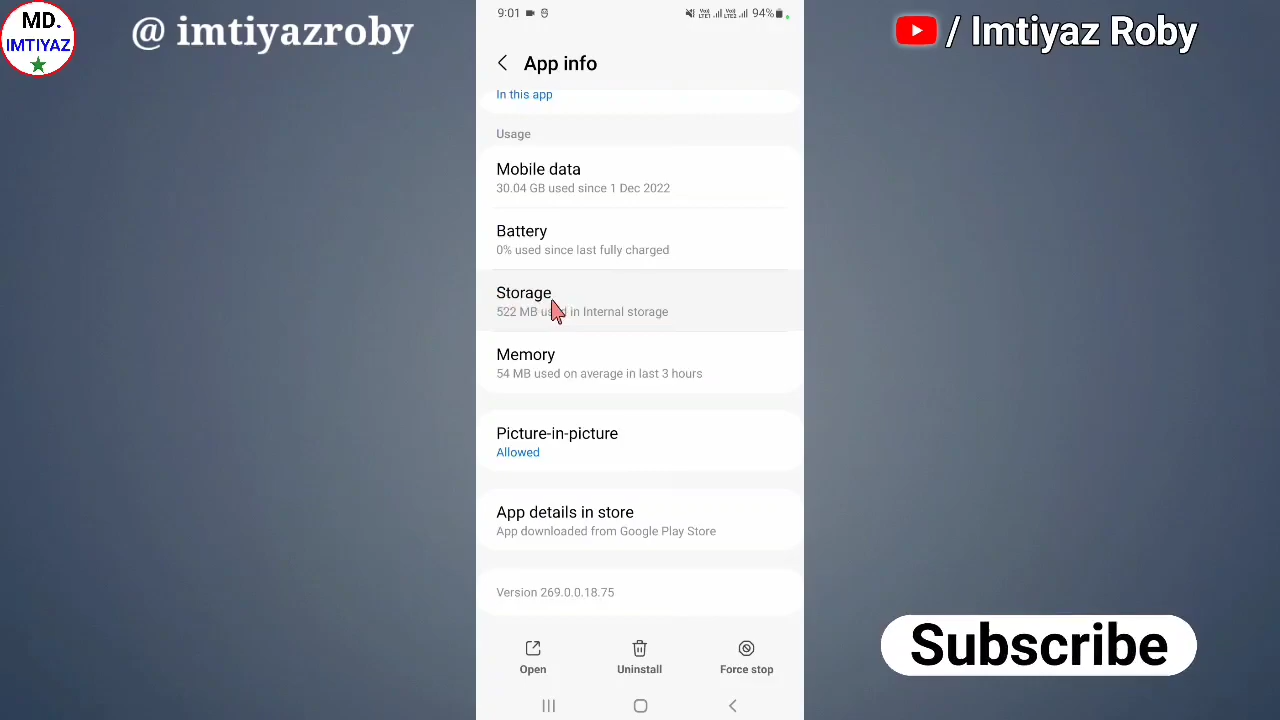 MD.
IMTIYAZ
@ imtiyazroby
/ Imtiyaz Roby
9:01
94%
App info
In this app
Usage
Mobile data
30.04 GB used since 1 Dec 2022
Battery
0% used since last fully charged
Storage
522 MB used in Internal storage
Memory
54 MB used on average in last 3 hours
Picture-in-picture
Allowed
App details in store
App downloaded from Google Play Store
Version 269.0.0.18.75
Open
Uninstall
Force stop
Subscribe